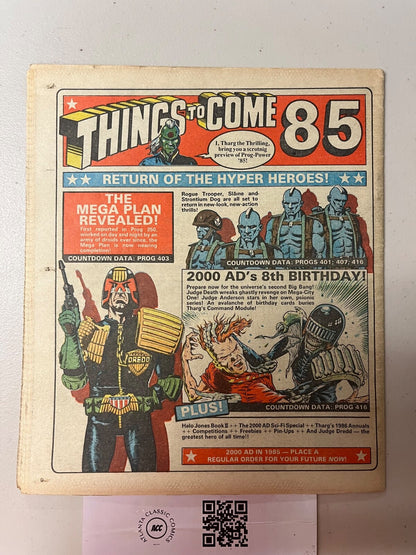 THINGS TO COME 85
I, Tharg the Thrilling,
bring you a scrotnig
preview of Prog-Power
'85!
RETURN OF THE HYPER HEROES!
THE
MEGA PLAN
REVEALED!
First reported in Prog 350,
worked on day and night by an
army of droids ever since, the
Mega Plan is now nearing
completion!
COUNTDOWN DATA: PROG 403
Rogue Trooper, Sláine and
Strontium Dog are all set to
return in new-look, new-action
thrills!
COUNTDOWN DATA: PROGS 401; 407; 416
2000 AD's 8th BIRTHDAY!
Prepare now for the universe's second Big Bang!
Judge Death wreaks ghastly revenge on Mega-City
One! Judge Anderson stars in her own, psionic
series! An avalanche of birthday cards buries
Tharg's Command Module!
DREDD
PLUS!
COUNTDOWN DATA: PROG 416
Halo Jones Book II ++ The 2000 AD Sci-Fi Special ++ Tharg's 1986 Annuals
++ Competitions ++ Freebies ++ Pin-Ups ++ And Judge Dredd — the
greatest hero of all time!!
2000 AD IN 1985 — PLACE A
REGULAR ORDER FOR YOUR FUTURE NOW!
ATLANTA CLASSIC COMICS
ACC